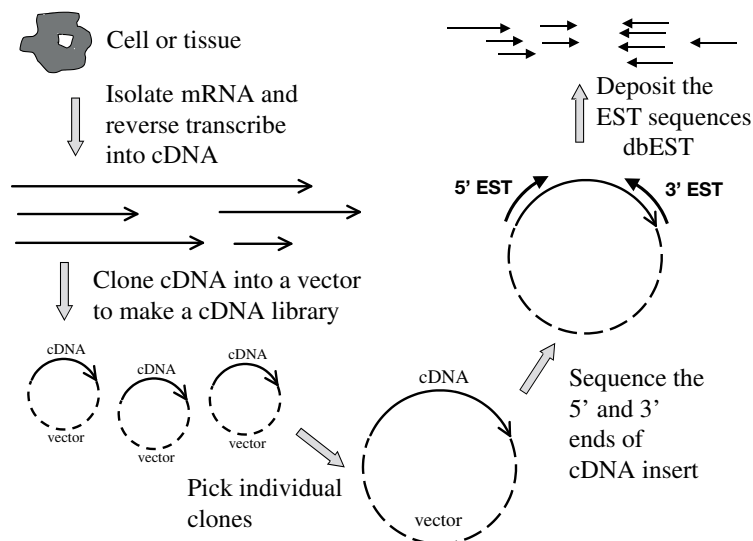 Cell or tissue
Isolate mRNA and
reverse transcribe
into cDNA
Clone cDNA into a vector
to make a cDNA library
cDNA
vector
cDNA
vector
cDNA
vector
Pick individual
clones
cDNA
vector
Sequence the
5’ and 3’
ends of
cDNA insert
5’ EST
3’ EST
Deposit the
EST sequences
dbEST